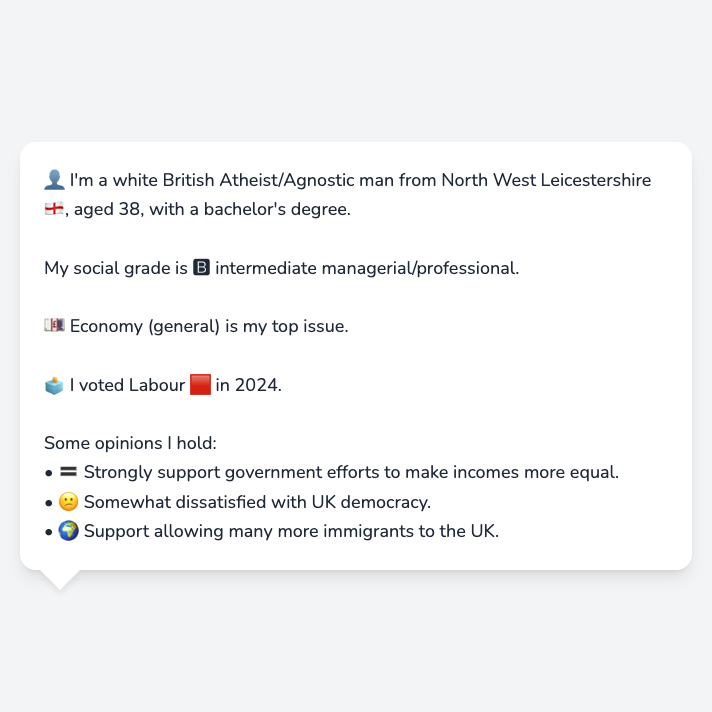 👤 I'm a white British Atheist/Agnostic man from North West Leicestershire
🏴󠁧󠁢󠁥󠁮󠁧󠁿, aged 38, with a bachelor's degree.
My social grade is 🅱 intermediate managerial/professional.
💷 Economy (general) is my top issue.
🗳️ I voted Labour 🟥 in 2024.
Some opinions I hold:
• 🟰 Strongly support government efforts to make incomes more equal.
• 🙁 Somewhat dissatisfied with UK democracy.
• 🌍 Support allowing many more immigrants to the UK.